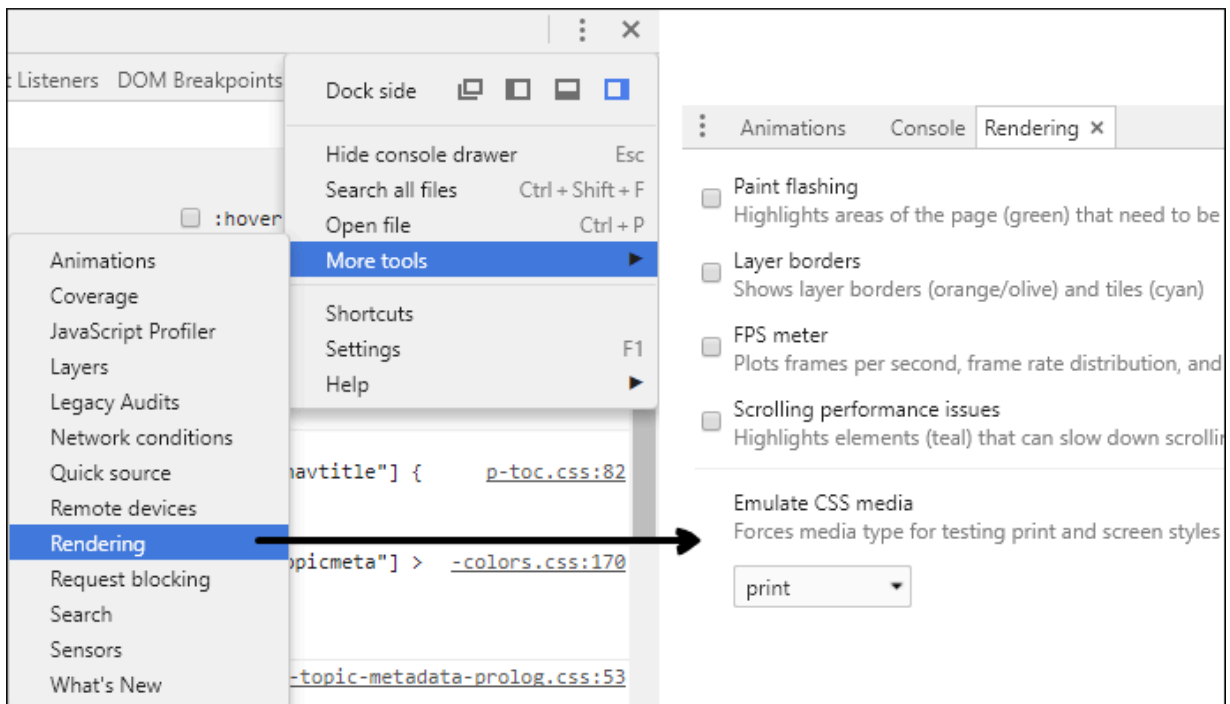 t Listeners DOM Breakpoints
:hover
Dock side
Hide console drawer Esc
Search all files Ctrl + Shift + F
Open file Ctrl + P
More tools
Shortcuts
Settings F1
Help
Animations
Coverage
JavaScript Profiler
Layers
Legacy Audits
Network conditions
Quick source
Remote devices
Rendering
Request blocking
Search
Sensors
What's New
navtitle"] { p-toc.css:82
opicmeta"] > -colors.css:170
-topic-metadata-prolog.css:53
Animations Console Rendering ×
Paint flashing
Highlights areas of the page (green) that need to be
Layer borders
Shows layer borders (orange/olive) and tiles (cyan)
FPS meter
Plots frames per second, frame rate distribution, and
Scrolling performance issues
Highlights elements (teal) that can slow down scrollin
Emulate CSS media
Forces media type for testing print and screen styles
print